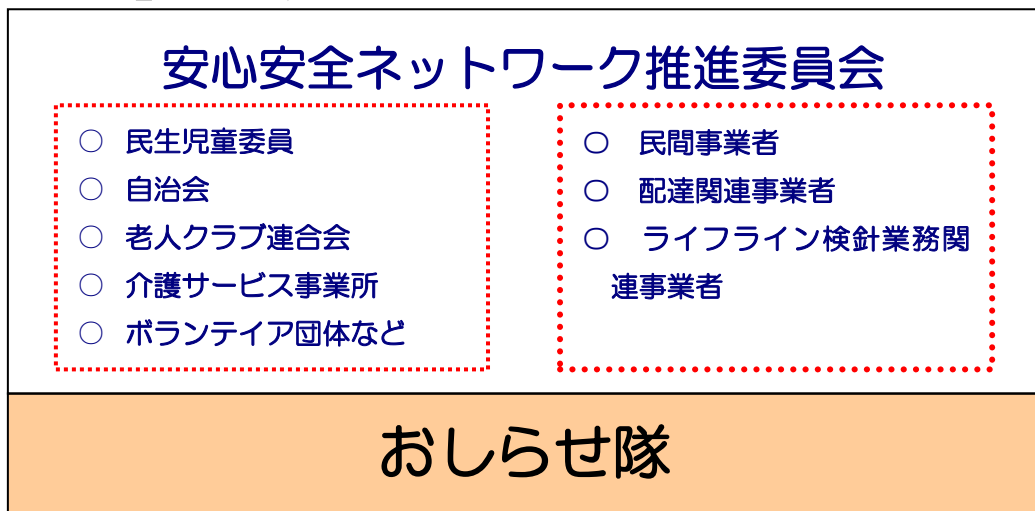 安心安全ネットワーク推進委員会
○ 民生児童委員
○ 自治会
○ 老人クラブ連合会
○ 介護サービス事業所
○ ボランテイア団体など
○ 民間事業者
○ 配達関連事業者
○ ライフライン検針業務関
連事業者
おしらせ隊